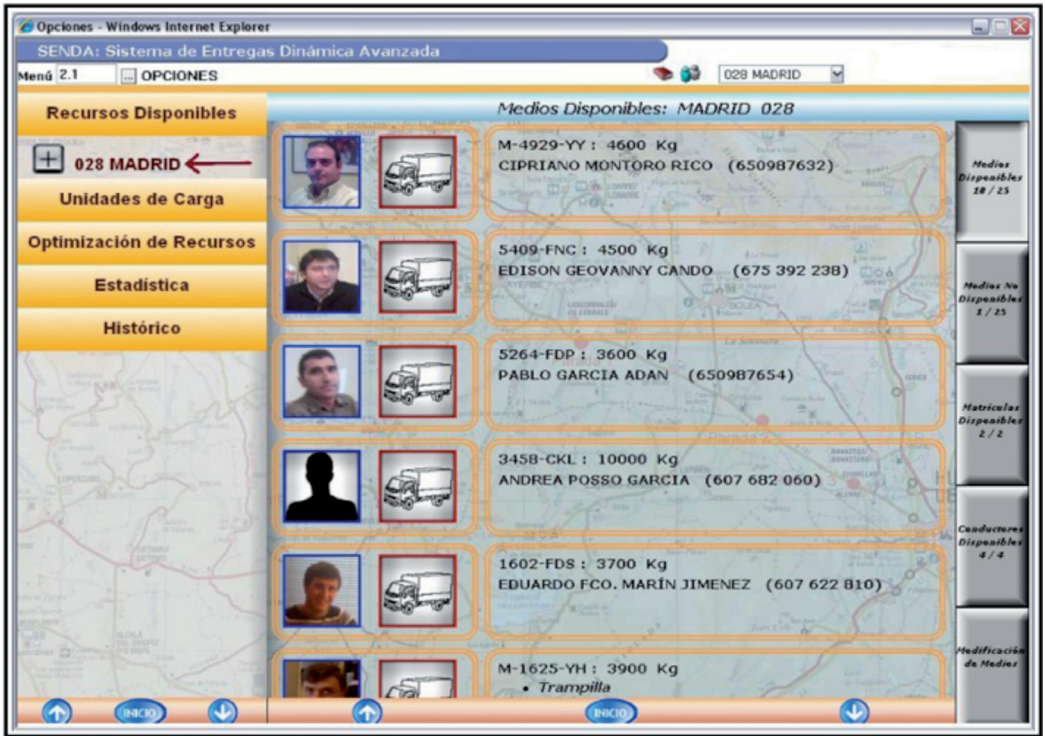 Opciones - Windows Internet Explorer
SENDA: Sistema de Entregas Dinámica Avanzada
Menú 2.1 ... OPCIONES 028 MADRID
Recursos Disponibles
028 MADRID
Unidades de Carga
Optimización de Recursos
Estadística
Histórico
Medios Disponibles: MADRID 028
M-4929-YY : 4600 Kg
CIPRIANO MONTORO RICO (650987632)
5409-FNC : 4500 Kg
EDISON GEOVANNY CANDO (675 392 238)
5264-FDP : 3600 Kg
PABLO GARCIA ADAN (650987654)
3458-CKL : 10000 Kg
ANDREA POSSO GARCIA (607 682 060)
1602-FDS : 3700 Kg
EDUARDO FCO. MARÍN JIMENEZ (607 622 810)
M-1625-YH : 3900 Kg
• Trampilla
Medios
Disponibles
18 / 25
Medios No
Disponibles
1 / 25
Matrículas
Disponibles
2 / 2
Conductores
Disponibles
4 / 4
Modificación
de Medios
INICIO
INICIO